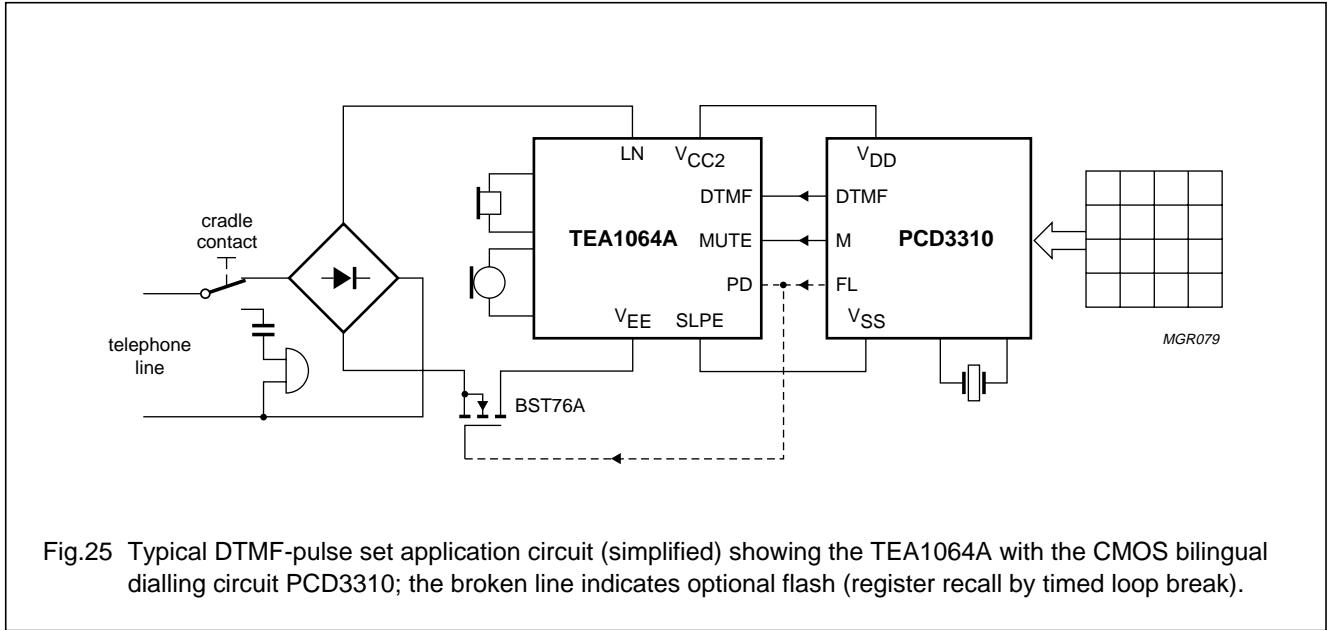 LN
VCC2
VDD
DTMF
DTMF
cradle
contact
TEA1064A
MUTE
M
PCD3310
PD
FL
VEE
SLPE
VSS
MGR079
telephone
line
BST76A
Fig.25 Typical DTMF-pulse set application circuit (simplified) showing the TEA1064A with the CMOS bilingual
dialling circuit PCD3310; the broken line indicates optional flash (register recall by timed loop break).